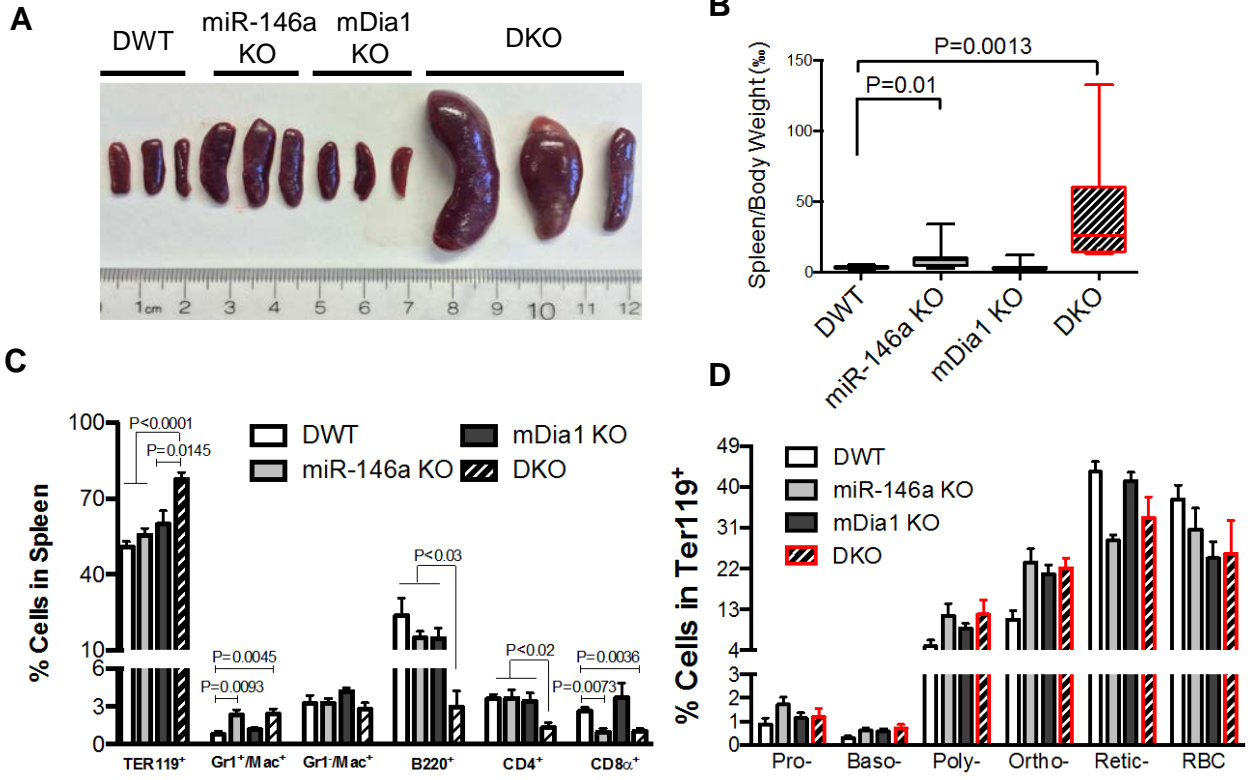 A
DWT
miR-146a KO
mDia1 KO
DKO
1cm 2 3 4 5 6 7 8 9 10 11 12
B
P=0.0013
P=0.01
Spleen/Body Weight (‰)
150
100
50
0
DWT
miR-146a KO
mDia1 KO
DKO
C
% Cells in Spleen
100
70
40
10
6
3
0
P<0.0001
P=0.0145
DWT
miR-146a KO
mDia1 KO
DKO
P=0.0045
P=0.0093
P<0.03
P<0.02
P=0.0036
P=0.0073
TER119⁺ Gr1⁺/Mac⁺ Gr1⁻/Mac⁺ B220⁺ CD4⁺ CD8α⁺
D
% Cells in Ter119⁺
49
40
31
22
13
4
3
2
1
0
DWT
miR-146a KO
mDia1 KO
DKO
Pro- Baso- Poly- Ortho- Retic- RBC